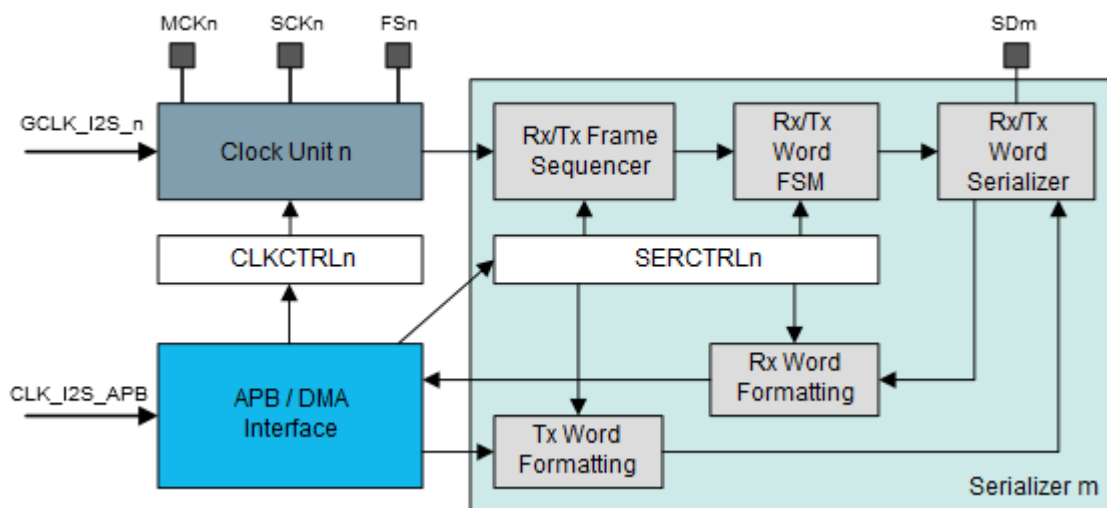 MCKn
SCKn
FSn
SDm
GCLK_I2S_n
Clock Unit n
Rx/Tx Frame
Sequencer
Rx/Tx
Word
FSM
Rx/Tx
Word
Serializer
CLKCTRLn
SERCTRLn
CLK_I2S_APB
APB / DMA
Interface
Rx Word
Formatting
Tx Word
Formatting
Serializer m